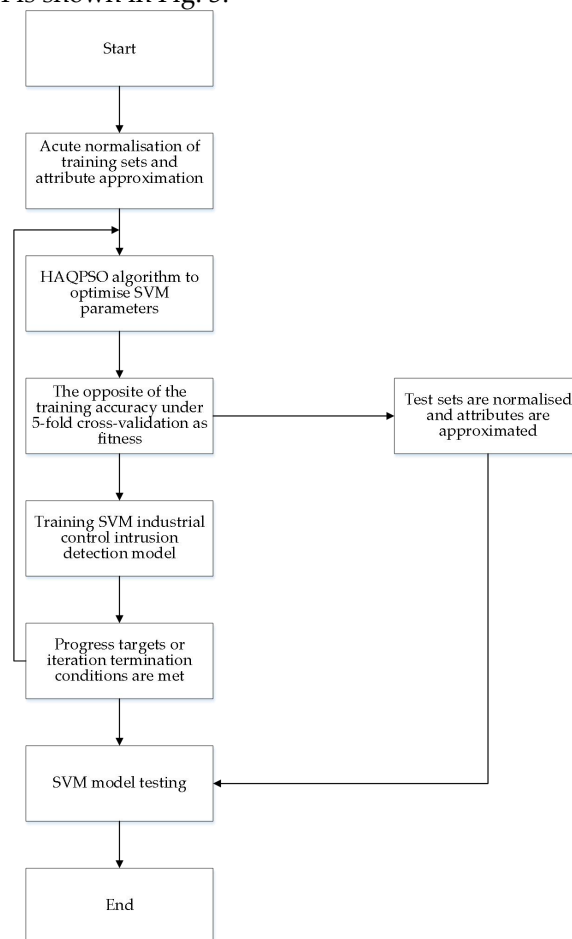 is shown in Fig. 5.
Start
Acute normalisation of
training sets and
attribute approximation
HAQPSO algorithm to
optimise SVM
parameters
The opposite of the
training accuracy under
5-fold cross-validation as
fitness
Test sets are normalised
and attributes are
approximated
Training SVM industrial
control intrusion
detection model
Progress targets or
iteration termination
conditions are met
SVM model testing
End